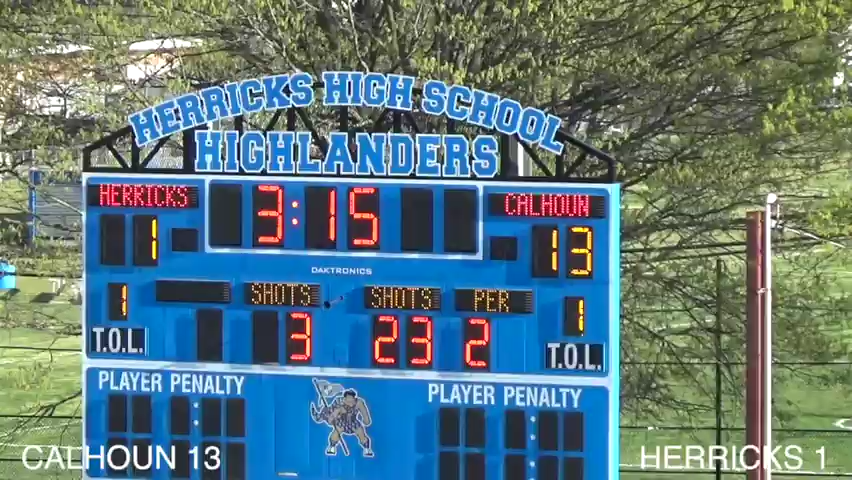 HERRICKS HIGH SCHOOL
HIGHLANDERS
HERRICKS 3:15 CALHOUN
1 13
DAKTRONICS
1 SHOTS SHOTS PER 1
T.O.L. 3 23 2 T.O.L.
PLAYER PENALTY PLAYER PENALTY
CALHOUN 13 HERRICKS 1